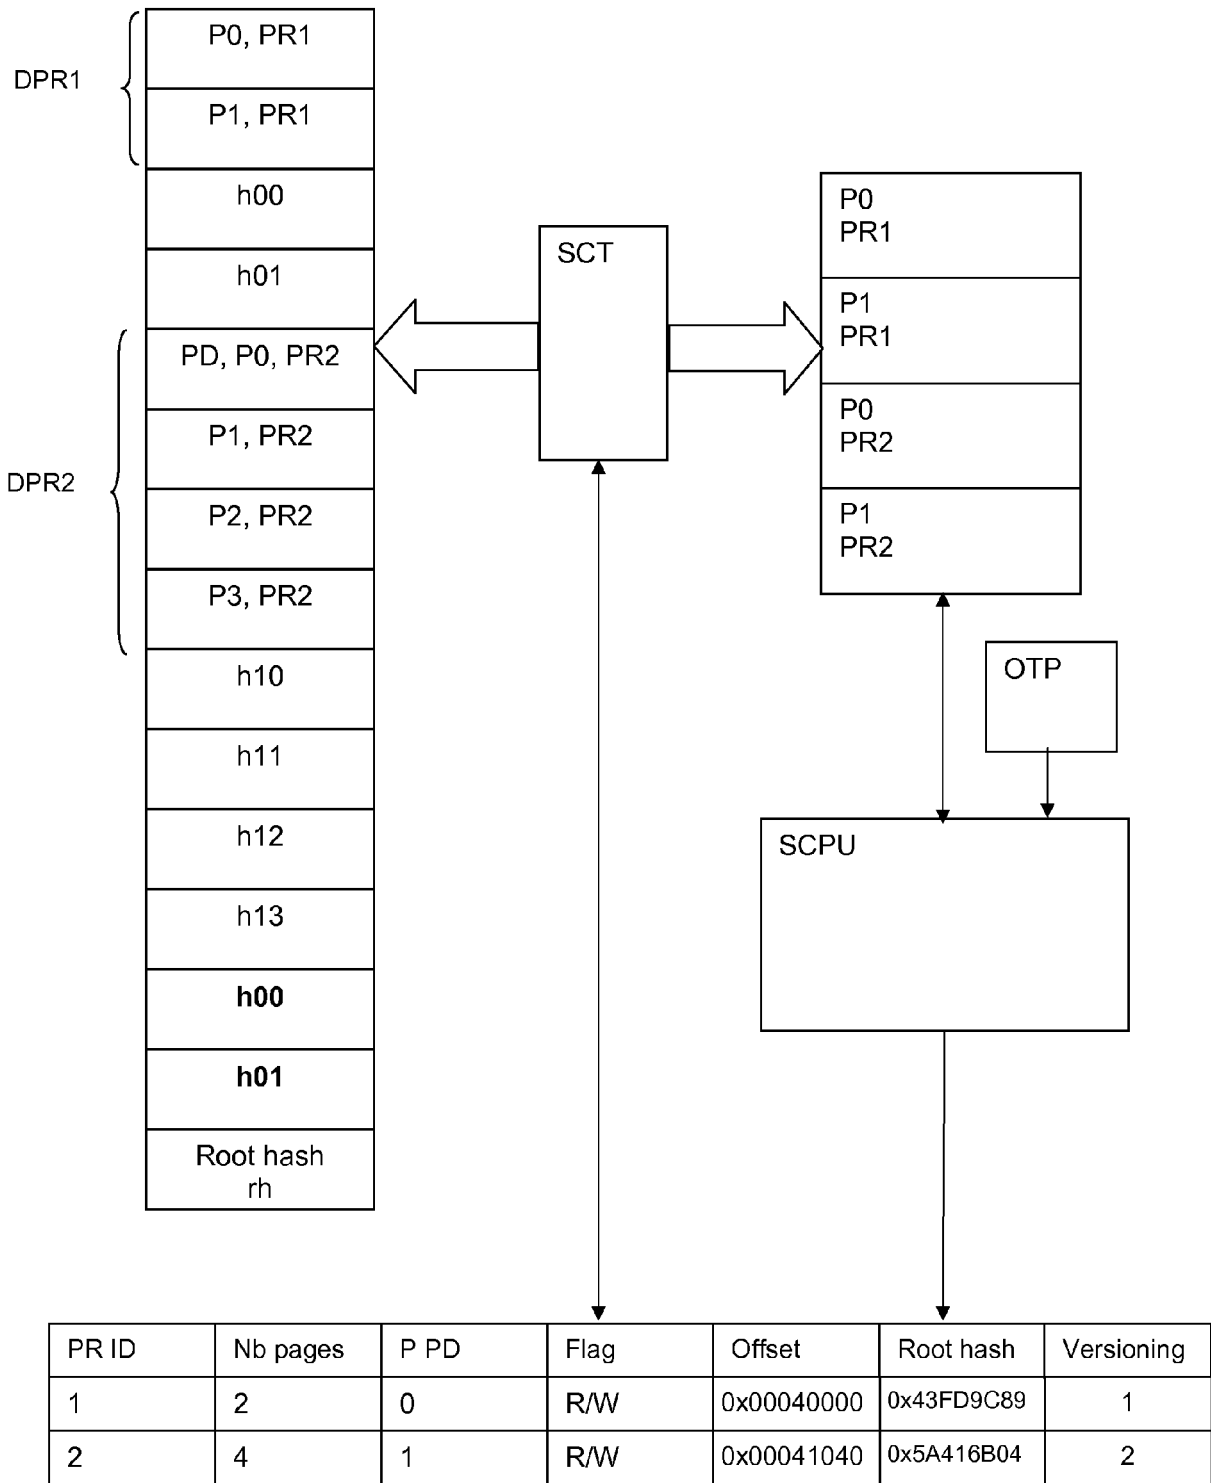 DPR1
P0, PR1
P1, PR1
h00
h01
DPR2
PD, P0, PR2
P1, PR2
P2, PR2
P3, PR2
h10
h11
h12
h13
h00
h01
Root hash
rh
SCT
P0
PR1
P1
PR1
P0
PR2
P1
PR2
OTP
SCPU
PR ID Nb pages P PD Flag Offset Root hash Versioning
1 2 0 R/W 0x00040000 0x43FD9C89 1
2 4 1 R/W 0x00041040 0x5A416B04 2